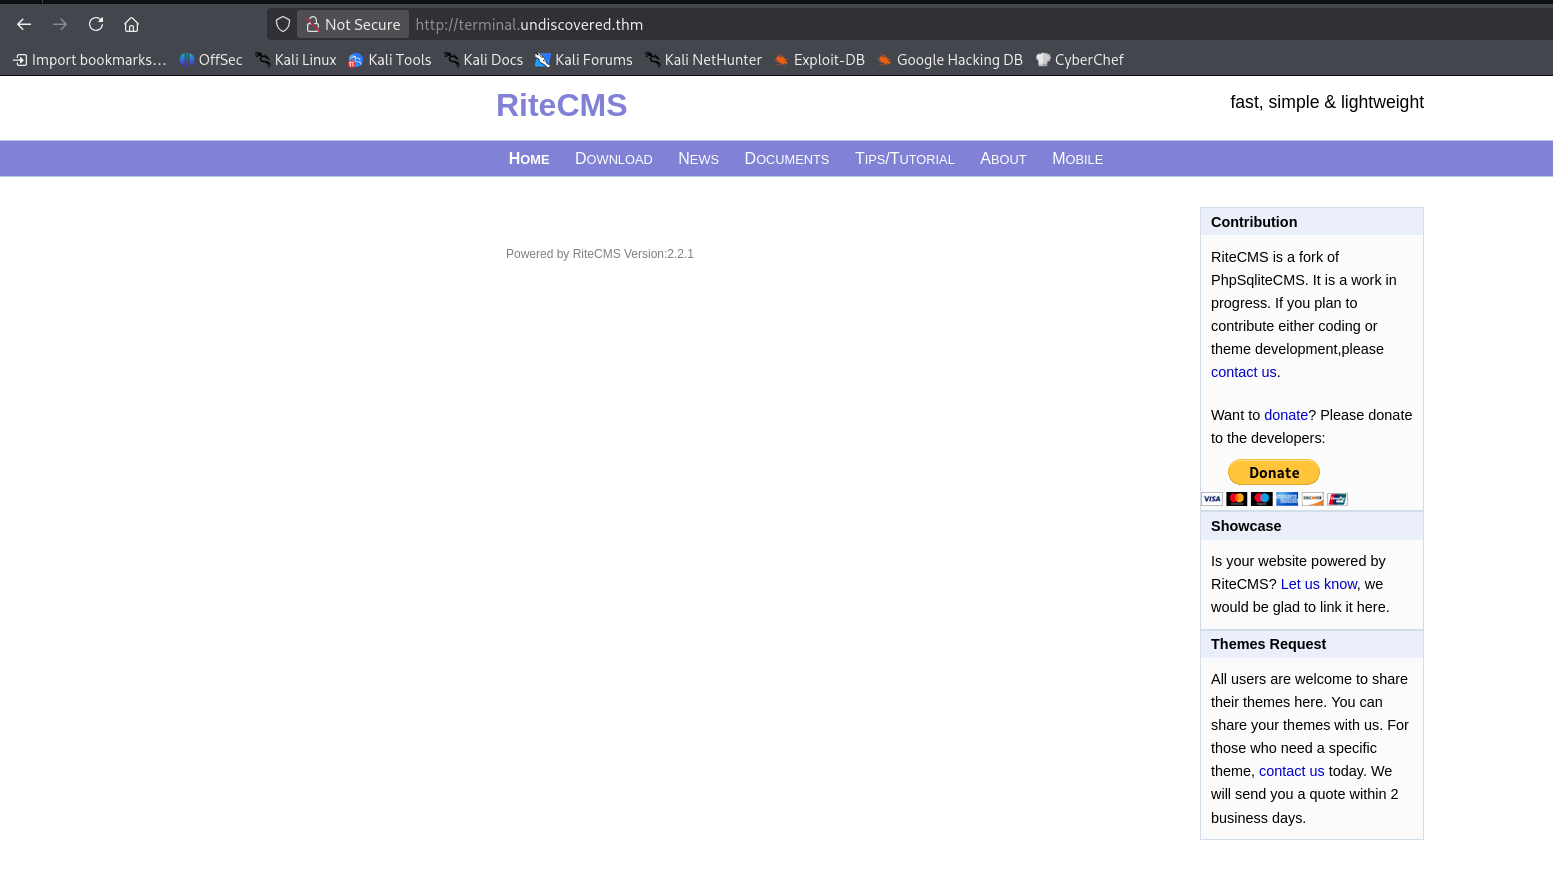 Not Secure http://terminal.undiscovered.thm
Import bookmarks... OffSec Kali Linux Kali Tools Kali Docs Kali Forums Kali NetHunter Exploit-DB Google Hacking DB CyberChef
RiteCMS
fast, simple & lightweight
Home Download News Documents Tips/Tutorial About Mobile
Powered by RiteCMS Version:2.2.1
Contribution
RiteCMS is a fork of
PhpSqliteCMS. It is a work in
progress. If you plan to
contribute either coding or
theme development,please
contact us.
Want to donate? Please donate
to the developers:
Donate
VISA
DISCOVER
Showcase
Is your website powered by
RiteCMS? Let us know, we
would be glad to link it here.
Themes Request
All users are welcome to share
their themes here. You can
share your themes with us. For
those who need a specific
theme, contact us today. We
will send you a quote within 2
business days.